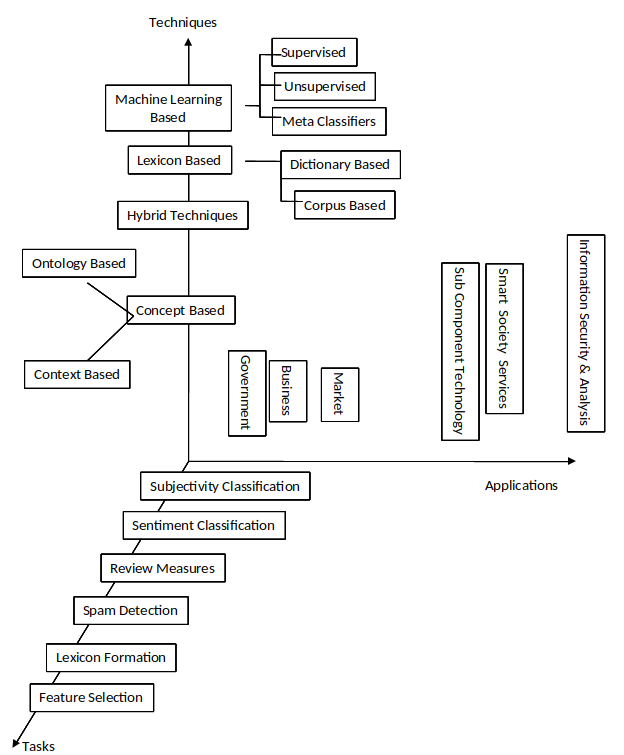 Techniques
Supervised
Unsupervised
Machine Learning
Based
Meta Classifiers
Lexicon Based
Dictionary Based
Corpus Based
Hybrid Techniques
Ontology Based
Concept Based
Context Based
Government
Business
Market
Sub Component Technology
Smart Society Services
Information Security & Analysis
Applications
Subjectivity Classification
Sentiment Classification
Review Measures
Spam Detection
Lexicon Formation
Feature Selection
Tasks